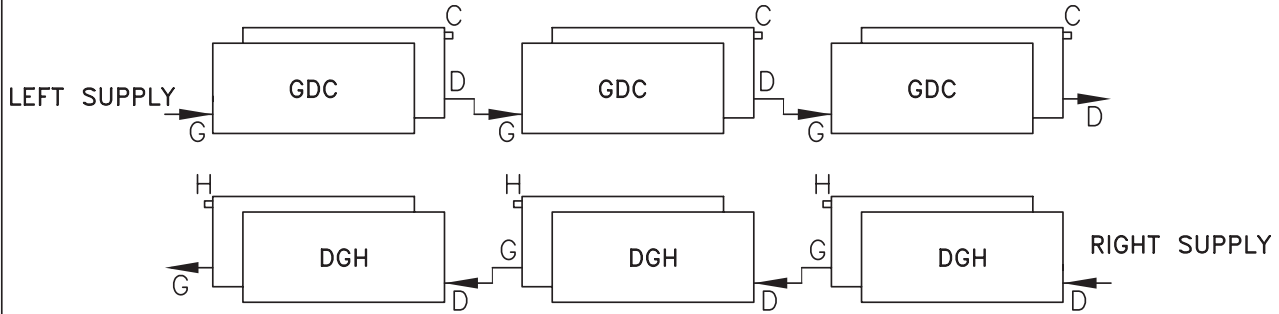 C C C
D D
LEFT SUPPLY GDC GDC GDC
G G G D
H H H
G G RIGHT SUPPLY
DGH DGH DGH
G D D D